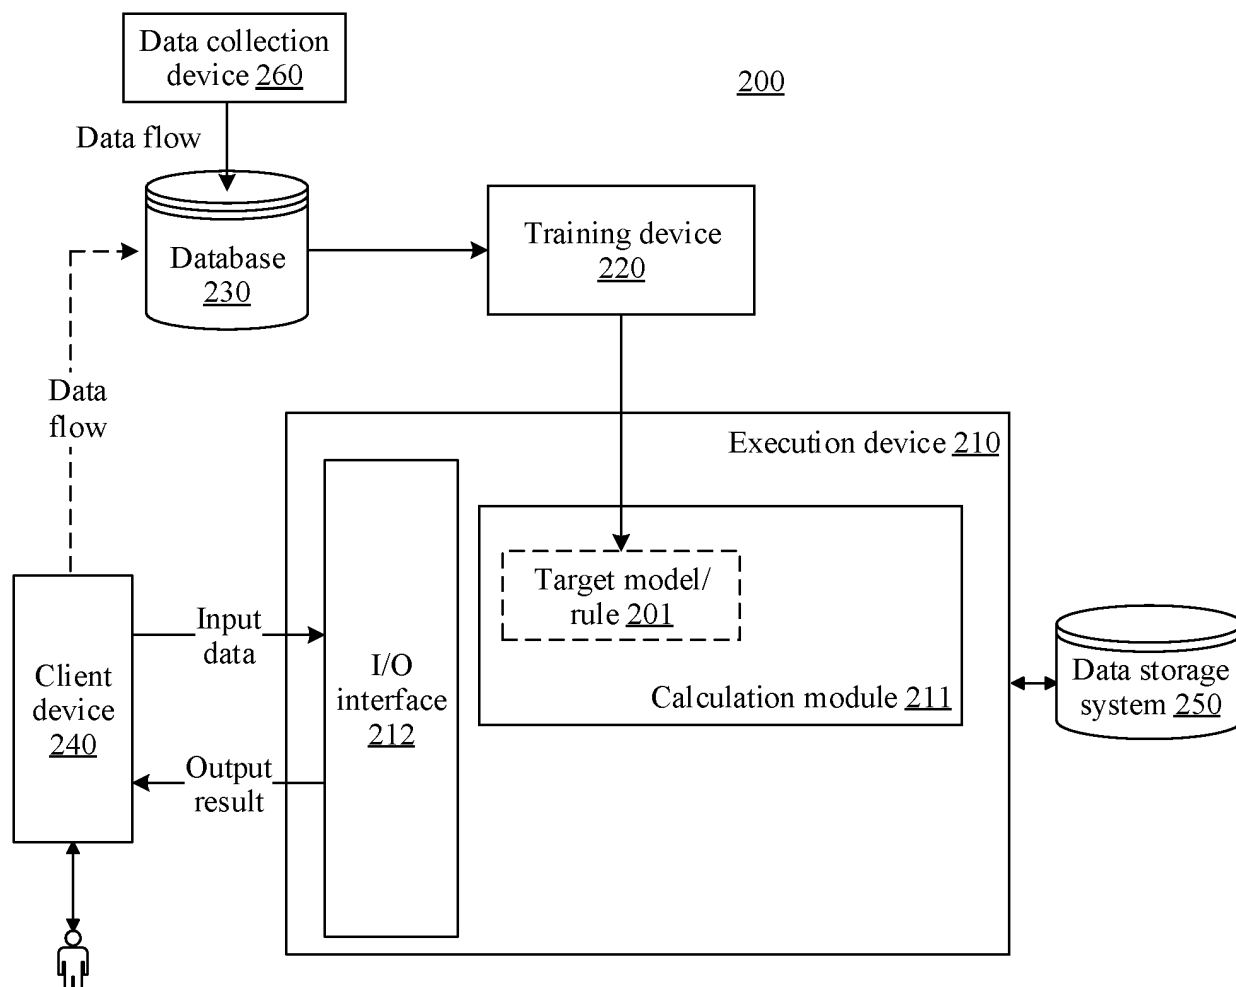 Data collection
device 260
200
Data flow
Database
230
Training device
220
Data
flow
Execution device 210
Target model/
rule 201
Calculation module 211
Input
data
I/O
interface
212
Client
device
240
Output
result
Data storage
system 250